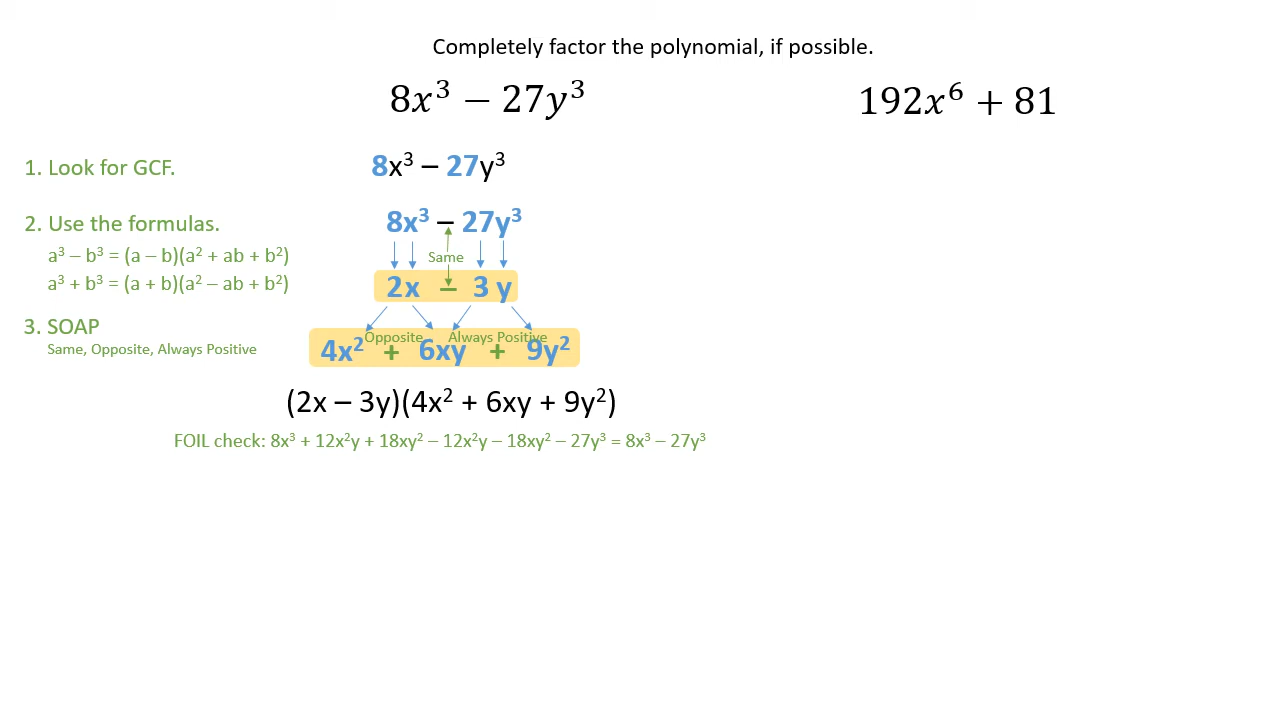 Completely factor the polynomial, if possible.
8x³ − 27y³
192x⁶ + 81
1. Look for GCF.
8x³ – 27y³
2. Use the formulas.
a³ – b³ = (a – b)(a² + ab + b²)
a³ + b³ = (a + b)(a² – ab + b²)
8x³ – 27y³
Same
2x – 3 y
3. SOAP
Same, Opposite, Always Positive
Opposite Always Positive
4x² + 6xy + 9y²
(2x – 3y)(4x² + 6xy + 9y²)
FOIL check: 8x³ + 12x²y + 18xy² – 12x²y – 18xy² – 27y³ = 8x³ – 27y³